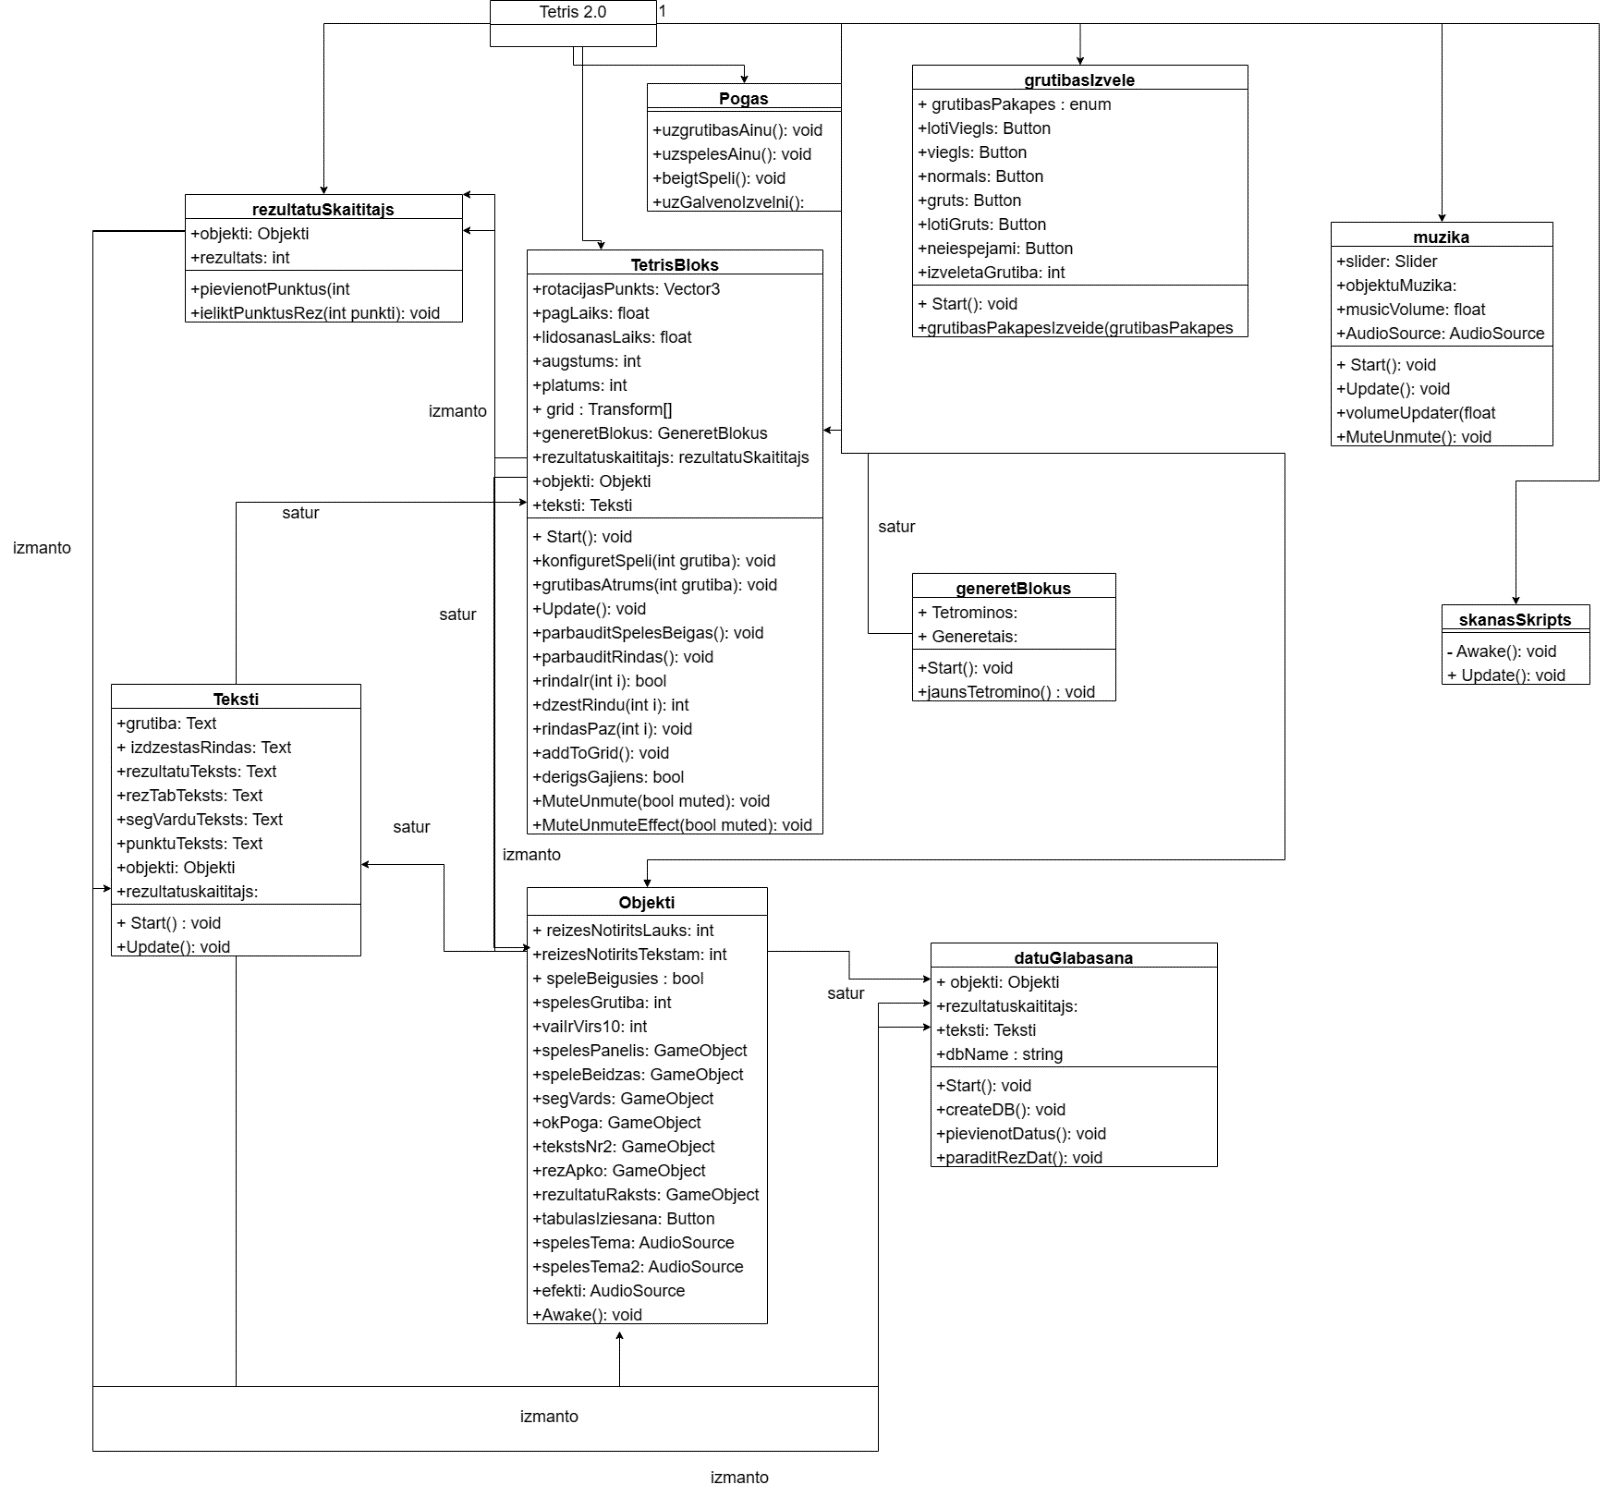 Tetris 2.0
1
Pogas
+uzgrutibasAinu(): void
+uzspelesAinu(): void
+beigtSpeli(): void
+uzGalvenoIzvelni():
grutibasIzvele
+ grutibasPakapes : enum
+lotiViegls: Button
+viegls: Button
+normals: Button
+gruts: Button
+lotiGruts: Button
+neiespejami: Button
+izveletaGrutiba: int
+ Start(): void
+grutibasPakapesIzveide(grutibasPakapes
rezultatuSkaititajs
+objekti: Objekti
+rezultats: int
+pievienotPunktus(int
+ieliktPunktusRez(int punkti): void
muzika
+slider: Slider
+objektuMuzika:
+musicVolume: float
+AudioSource: AudioSource
+ Start(): void
+Update(): void
+volumeUpdater(float
+MuteUnmute(): void
TetrisBloks
+rotacijasPunkts: Vector3
+pagLaiks: float
+lidosanasLaiks: float
+augstums: int
+platums: int
+ grid : Transform[]
+generetBlokus: GeneretBlokus
+rezultatuskaititajs: rezultatuSkaititajs
+objekti: Objekti
+teksti: Teksti
+ Start(): void
+konfiguretSpeli(int grutiba): void
+grutibasAtrums(int grutiba): void
+Update(): void
+parbauditSpelesBeigas(): void
+parbauditRindas(): void
+rindaIr(int i): bool
+dzestRindu(int i): int
+rindasPaz(int i): void
+addToGrid(): void
+derigsGajiens: bool
+MuteUnmute(bool muted): void
+MuteUnmuteEffect(bool muted): void
izmanto
satur
izmanto
satur
satur
generetBlokus
+ Tetrominos:
+ Generetais:
+Start(): void
+jaunsTetromino() : void
skanasSkripts
- Awake(): void
+ Update(): void
Teksti
+grutiba: Text
+ izdzestasRindas: Text
+rezultatuTeksts: Text
+rezTabTeksts: Text
+segVarduTeksts: Text
+punktuTeksts: Text
+objekti: Objekti
+rezultatuskaititajs:
+ Start() : void
+Update(): void
satur
izmanto
Objekti
+ reizesNotiritsLauks: int
+reizesNotiritsTekstam: int
+ speleBeigusies : bool
+spelesGrutiba: int
+vaiIrVirs10: int
+spelesPanelis: GameObject
+speleBeidzas: GameObject
+segVards: GameObject
+okPoga: GameObject
+tekstsNr2: GameObject
+rezApko: GameObject
+rezultatuRaksts: GameObject
+tabulasIziesana: Button
+spelesTema: AudioSource
+spelesTema2: AudioSource
+efekti: AudioSource
+Awake(): void
satur
datuGlabasana
+ objekti: Objekti
+rezultatuskaititajs:
+teksti: Teksti
+dbName : string
+Start(): void
+createDB(): void
+pievienotDatus(): void
+paraditRezDat(): void
izmanto
izmanto